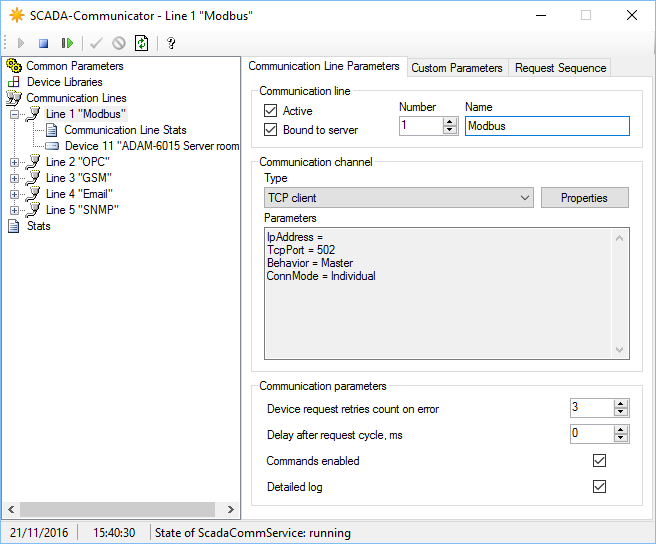 SCADA-Communicator - Line 1 "Modbus"
?
Common Parameters
Device Libraries
Communication Lines
Line 1 "Modbus"
Communication Line Stats
Device 11 "ADAM-6015 Server room
Line 2 "OPC"
Line 3 "GSM"
Line 4 "Email"
Line 5 "SNMP"
Stats
Communication Line Parameters Custom Parameters Request Sequence
Communication line
Active
Bound to server
Number
1
Name
Modbus
Communication channel
Type
TCP client
Properties
Parameters
IpAddress =
TcpPort = 502
Behavior = Master
ConnMode = Individual
Communication parameters
Device request retries count on error 3
Delay after request cycle, ms 0
Commands enabled
Detailed log
21/11/2016 15:40:30 State of ScadaCommService: running